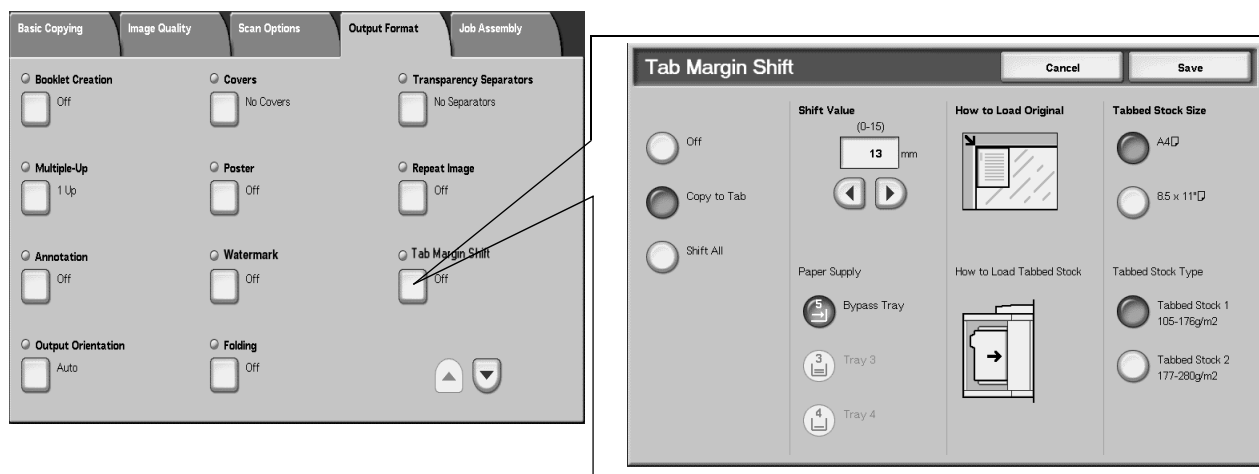 Basic Copying
Image Quality
Scan Options
Output Format
Job Assembly
Booklet Creation
Off
Covers
No Covers
Transparency Separators
No Separators
Multiple-Up
1 Up
Poster
Off
Repeat Image
Off
Annotation
Off
Watermark
Off
Tab Margin Shift
Off
Output Orientation
Auto
Folding
Off
Tab Margin Shift
Cancel
Save
Off
Copy to Tab
Shift All
Shift Value
(0-15)
13 mm
How to Load Original
Tabbed Stock Size
A4
8.5 x 11"
Paper Supply
5
Bypass Tray
3
Tray 3
4
Tray 4
How to Load Tabbed Stock
Tabbed Stock Type
Tabbed Stock 1
105-176g/m2
Tabbed Stock 2
177-280g/m2